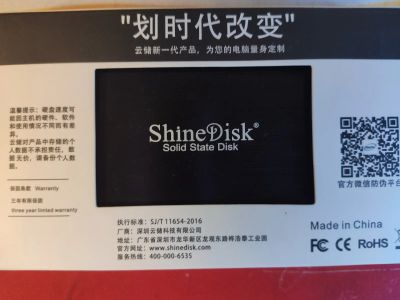 "划时代改变"
云储新一代产品，为您的电脑量身定制
温馨提示：硬盘速度可
能因主机的硬件、软件
和使用情况不同而异。
云储对产品中存储的个
人数据不承担责任，数
据无价，请备份个人数
据。
保固条款 Warranty
三年有限保固
three year limited warranty
ShineDisk®
Solid State Disk
官方微信防伪平台
执行标准：SJ/T 11654-2016
厂商：深圳云储科技有限公司
地址：广东省深圳市龙华新区龙观东路桦浩泰工业园
官方网址：www.shinedisk.com
服务热线：400-000-6535
Made in China
CE RoHS